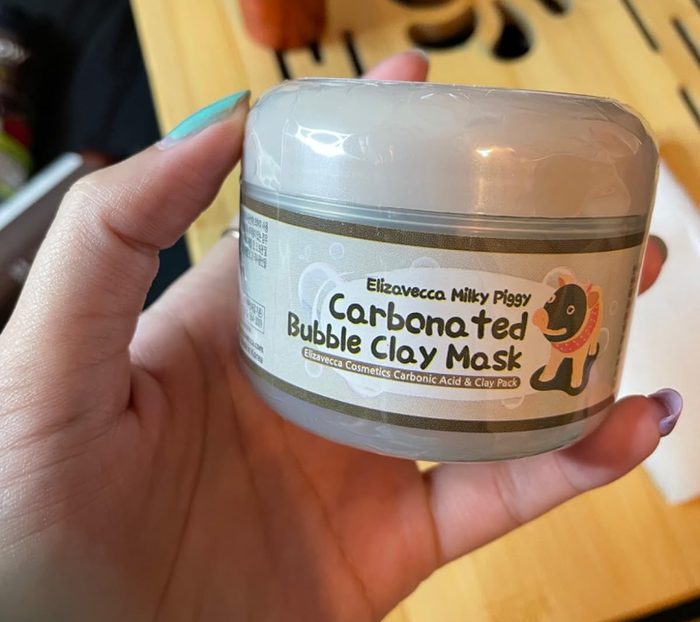 Elizavecca Milky Piggy
Carbonated
Bubble Clay Mask
Elizavecca Cosmetics Carbonic Acid & Clay Pack